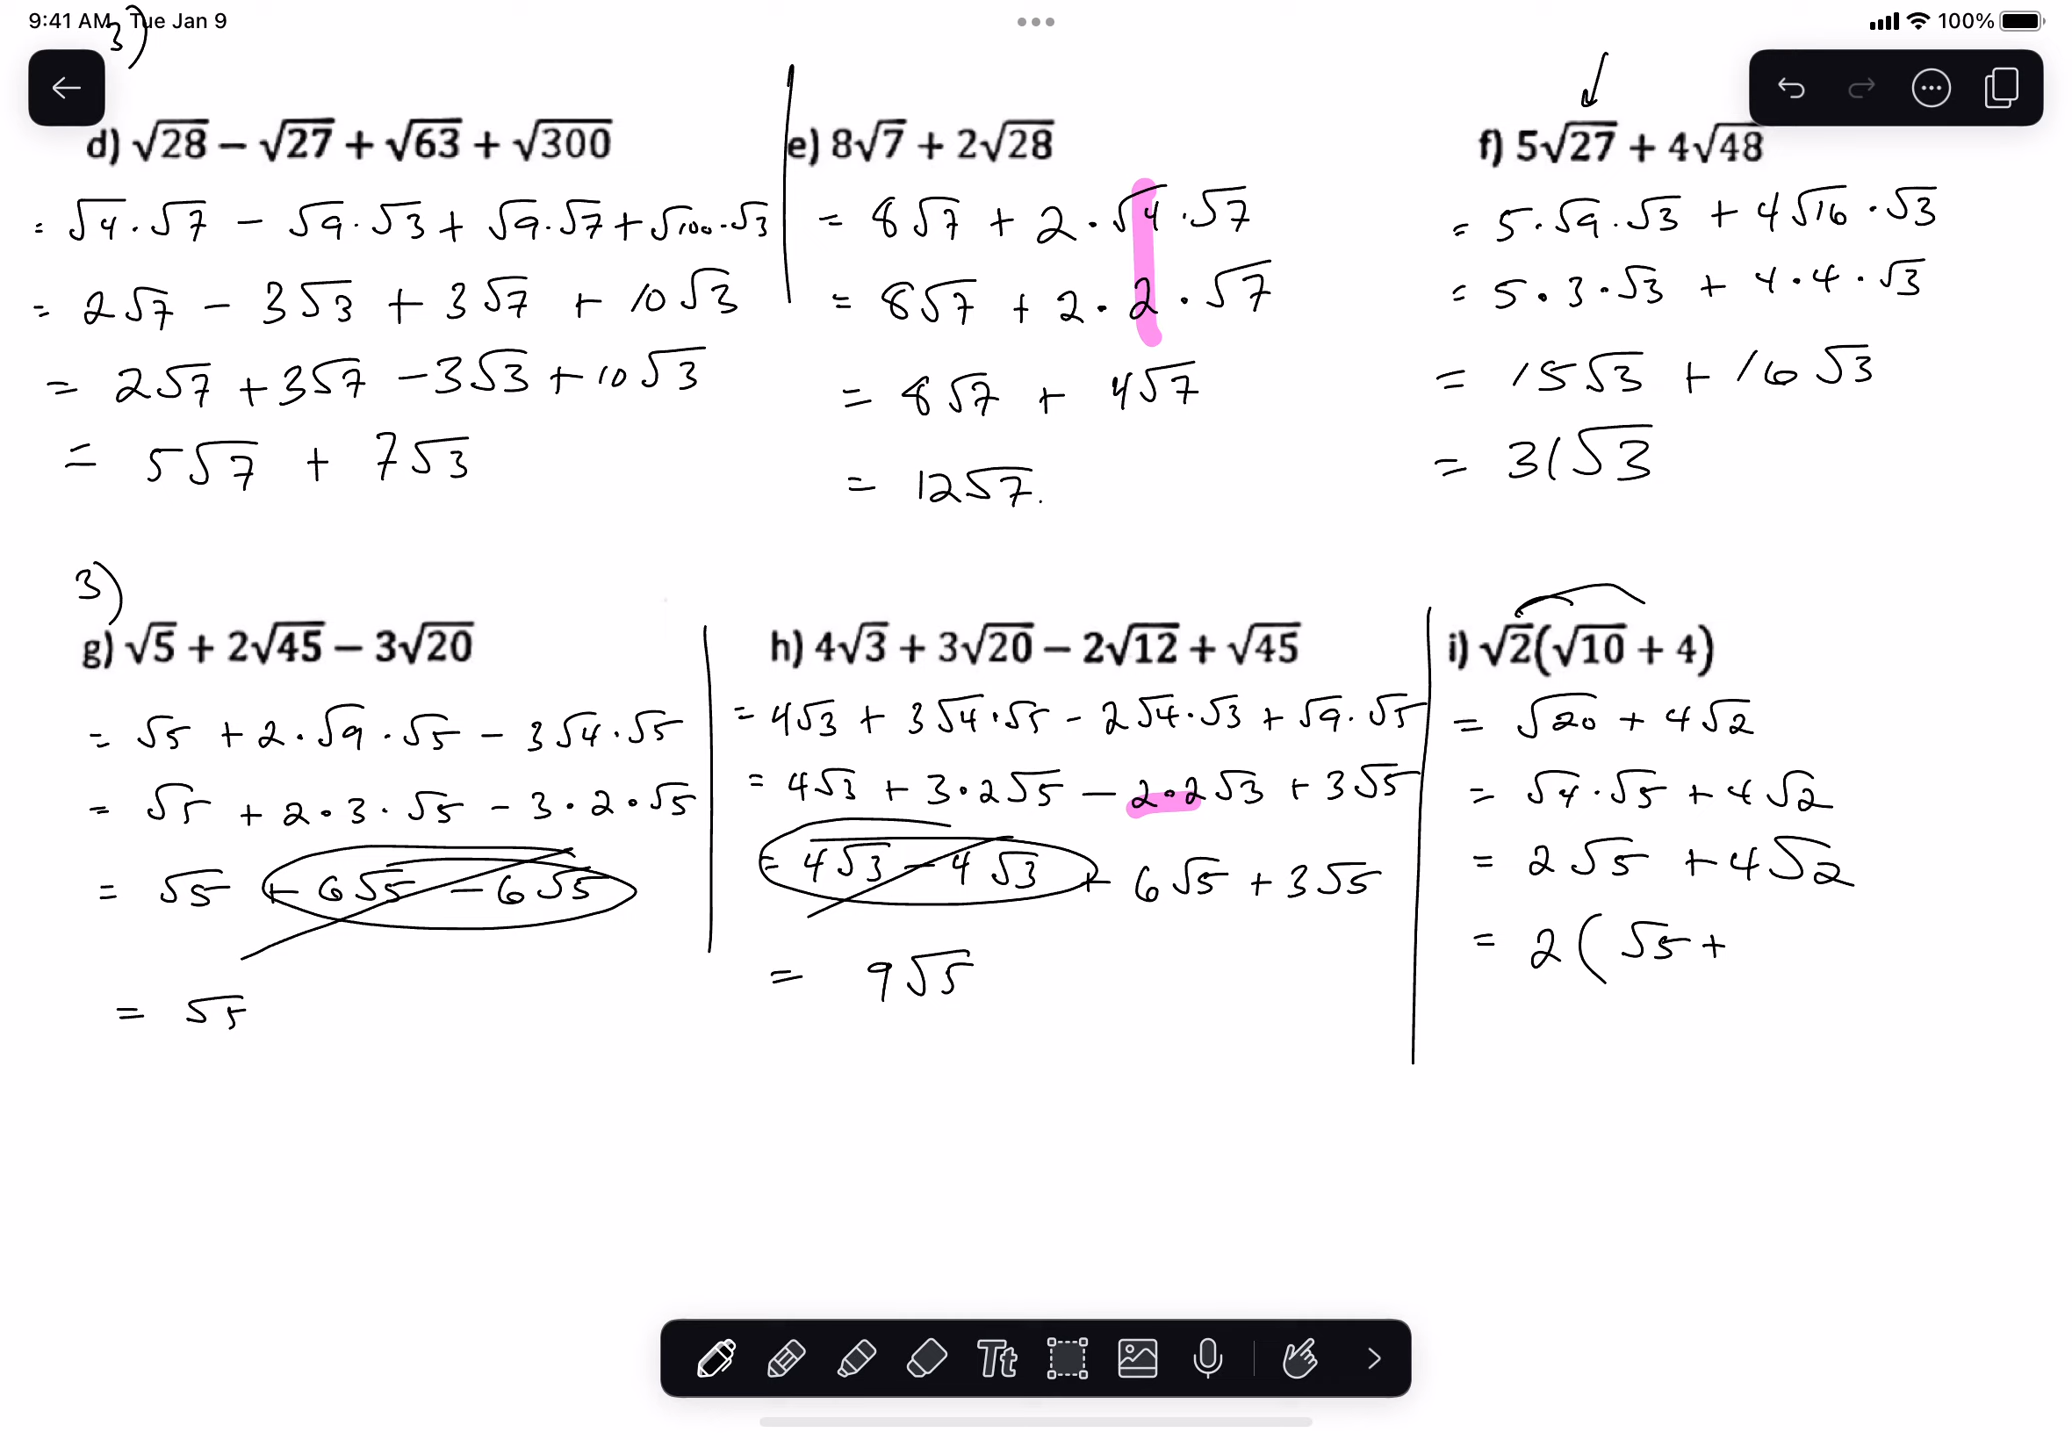 9:41 AM Tue Jan 9
100%
3)
d) √28 − √27 + √63 + √300
= √4·√7 − √9·√3 + √9·√7 + √100·√3
= 2√7 − 3√3 + 3√7 + 10√3
= 2√7 + 3√7 − 3√3 + 10√3
= 5√7 + 7√3
e) 8√7 + 2√28
= 8√7 + 2·√4·√7
= 8√7 + 2·2·√7
= 8√7 + 4√7
= 12√7.
f) 5√27 + 4√48
= 5·√9·√3 + 4√16·√3
= 5·3·√3 + 4·4·√3
= 15√3 + 16√3
= 31√3
3)
g) √5 + 2√45 − 3√20
= √5 + 2·√9·√5 − 3√4·√5
= √5 + 2·3·√5 − 3·2·√5
= √5 + 6√5 − 6√5
= √5
h) 4√3 + 3√20 − 2√12 + √45
= 4√3 + 3√4·√5 − 2√4·√3 + √9·√5
= 4√3 + 3·2√5 − 2·2√3 + 3√5
= 4√3 − 4√3 + 6√5 + 3√5
= 9√5
i) √2(√10 + 4)
= √20 + 4√2
= √4·√5 + 4√2
= 2√5 + 4√2
= 2(√5 +
Tt